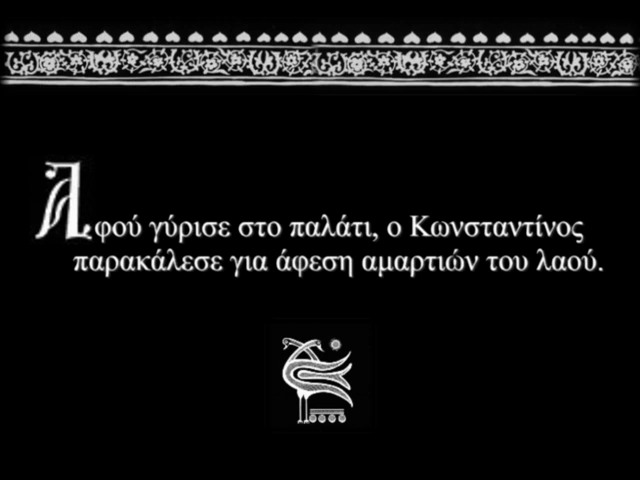 Αφού γύρισε στο παλάτι, ο Κωνσταντίνος
παρακάλεσε για άφεση αμαρτιών του λαού.